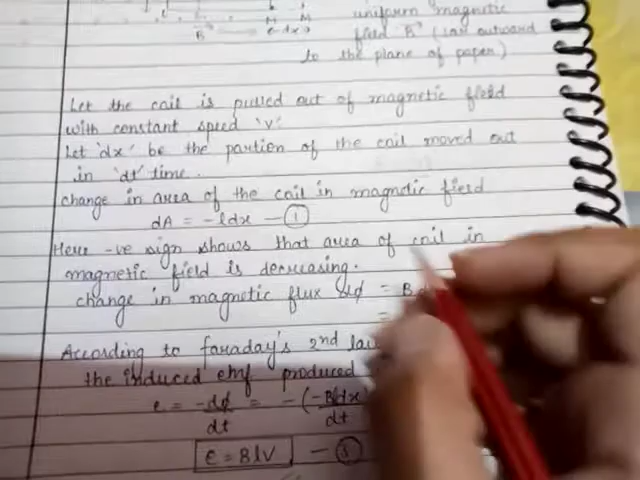 uniform magnetic
B field B (say outward
to the plane of paper)
Let the coil is pulled out of magnetic field
with constant speed 'v'.
Let 'dx' be the portion of the coil moved out
in 'dt' time.
change in area of the coil in magnetic field
dA = -ldx — ①
Here -ve sign shows that area of coil in
magnetic field is decreasing.
change in magnetic flux dφ = B
=
According to faraday's 2nd law
the induced emf produced
e = -dφ/dt = -(-Bldx)/dt
e = Blv — ③